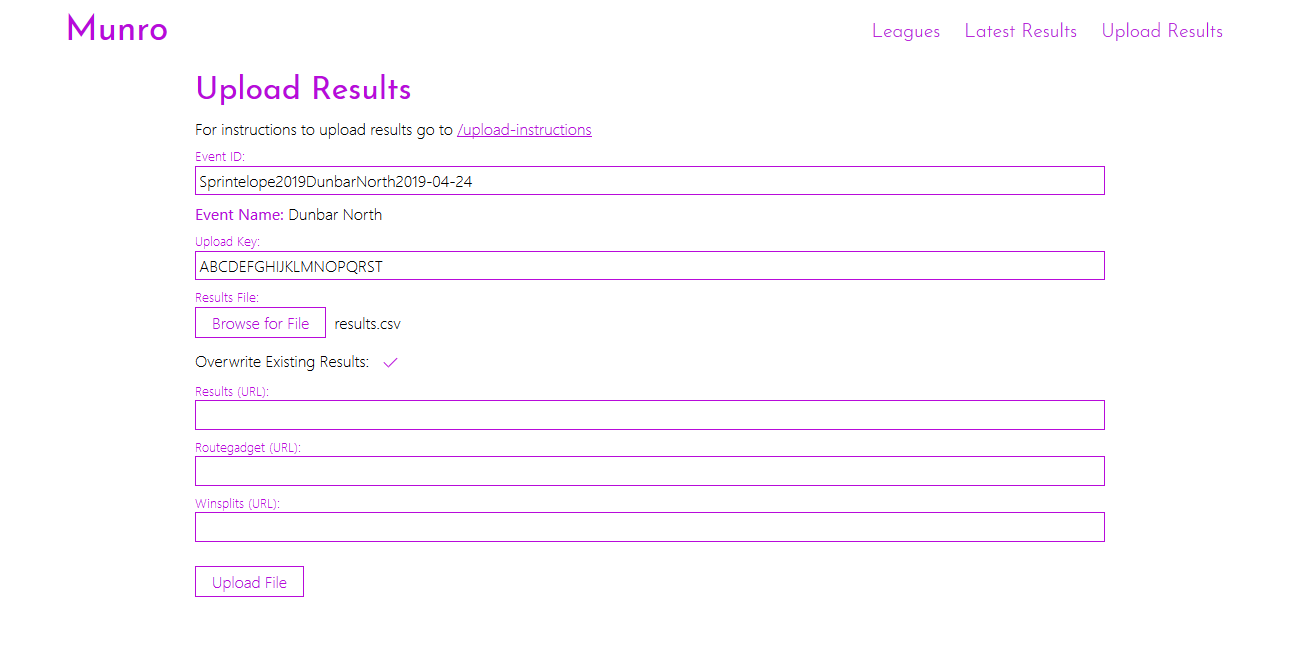 Munro
Leagues Latest Results Upload Results
Upload Results
For instructions to upload results go to /upload-instructions
Event ID:
Sprintelope2019DunbarNorth2019-04-24
Event Name: Dunbar North
Upload Key:
ABCDEFGHIJKLMNOPQRST
Results File:
Browse for File results.csv
Overwrite Existing Results:
Results (URL):
Routegadget (URL):
Winsplits (URL):
Upload File